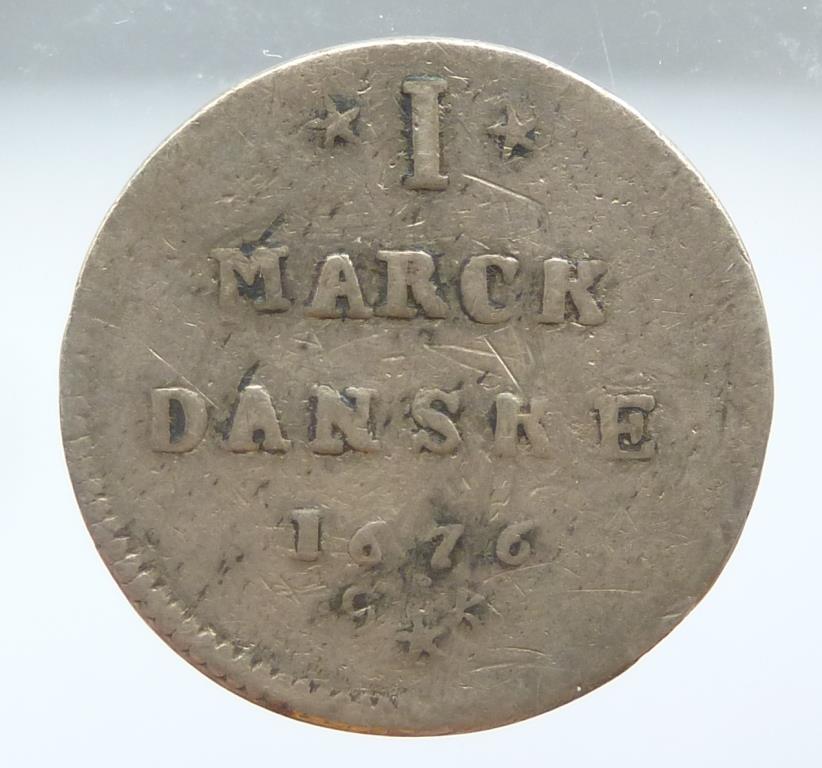 I
MARCK
DANSKE
1676
G K